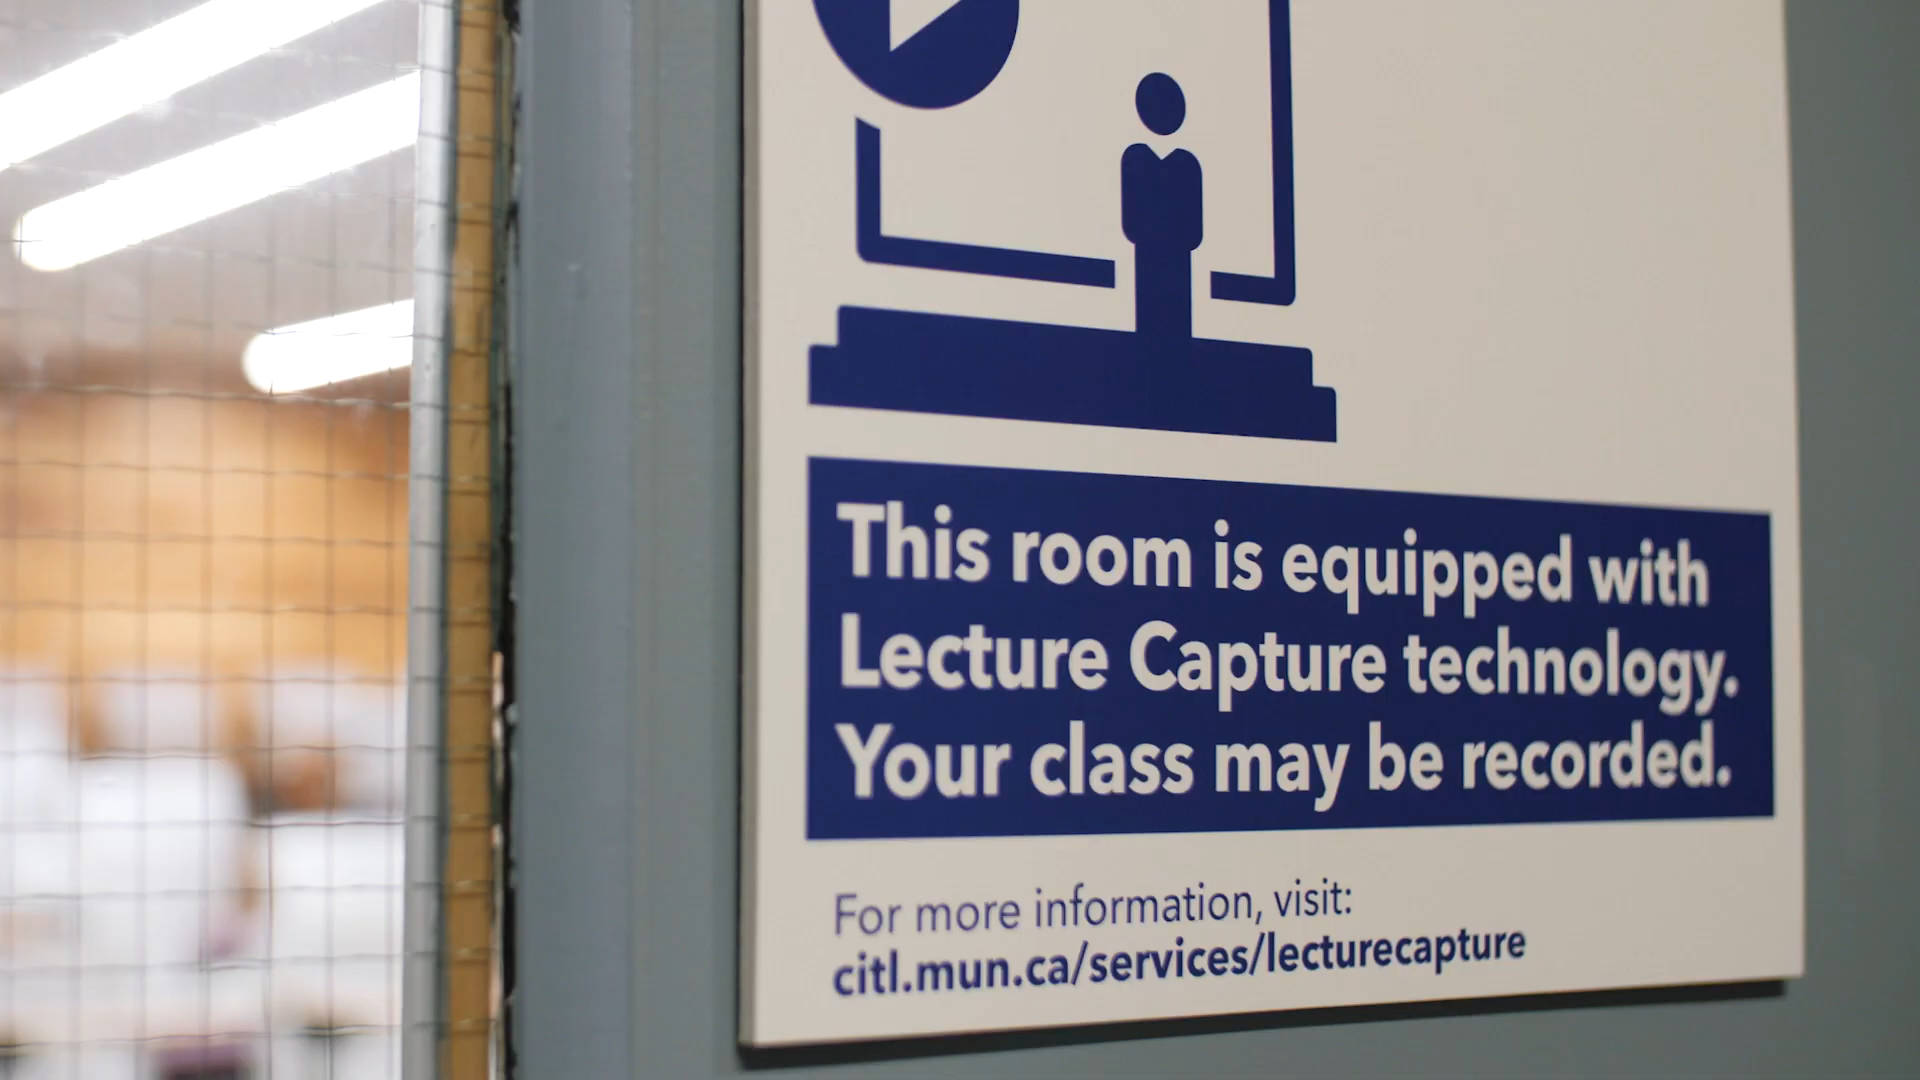 This room is equipped with
Lecture Capture technology.
Your class may be recorded.
For more information, visit:
citl.mun.ca/services/lecturecapture